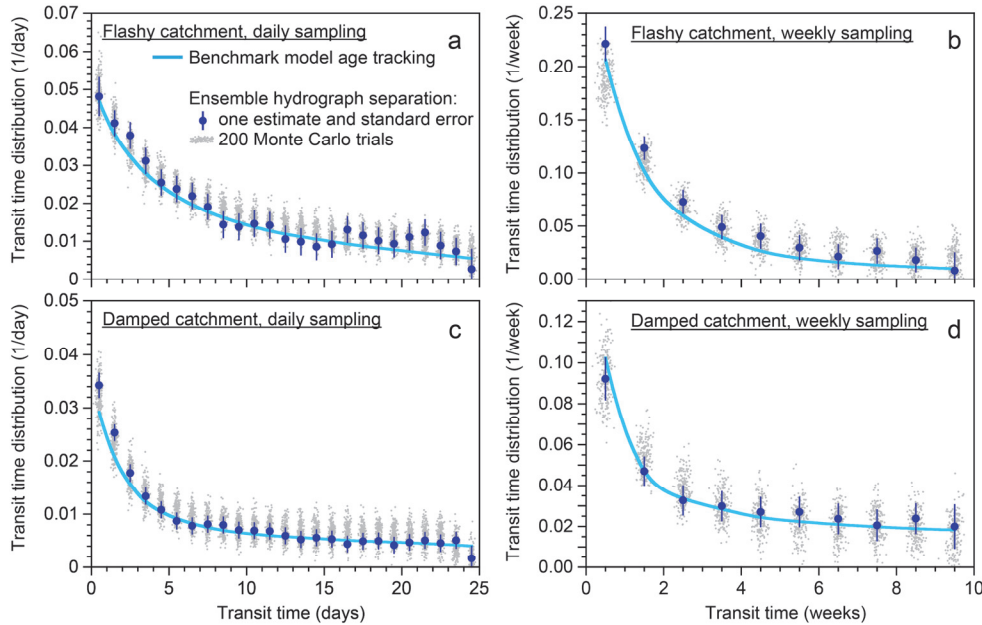 Flashy catchment, daily sampling
a
Benchmark model age tracking
Ensemble hydrograph separation:
one estimate and standard error
200 Monte Carlo trials
Transit time distribution (1/day)
0.07
0.06
0.05
0.04
0.03
0.02
0.01
0
Flashy catchment, weekly sampling
b
Transit time distribution (1/week)
0.25
0.20
0.15
0.10
0.05
0.00
Damped catchment, daily sampling
c
Transit time distribution (1/day)
0.05
0.04
0.03
0.02
0.01
0
0
5
10
15
20
25
Transit time (days)
Damped catchment, weekly sampling
d
Transit time distribution (1/week)
0.12
0.10
0.08
0.06
0.04
0.02
0.00
0
2
4
6
8
10
Transit time (weeks)